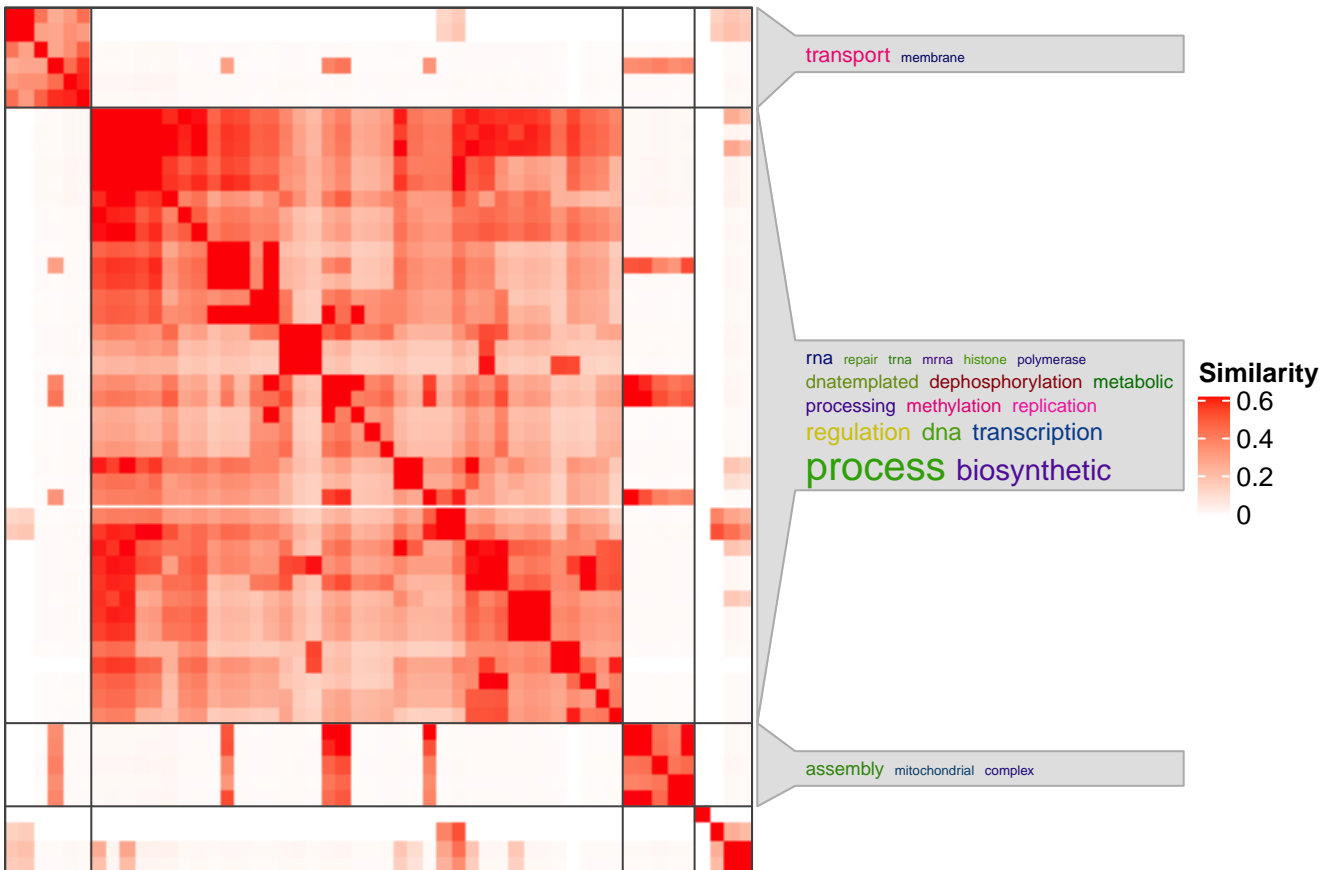 transport membrane
rna repair trna mrna histone polymerase
dnatemplated dephosphorylation metabolic
processing methylation replication
regulation dna transcription
process biosynthetic
assembly mitochondrial complex
Similarity
0.6
0.4
0.2
0